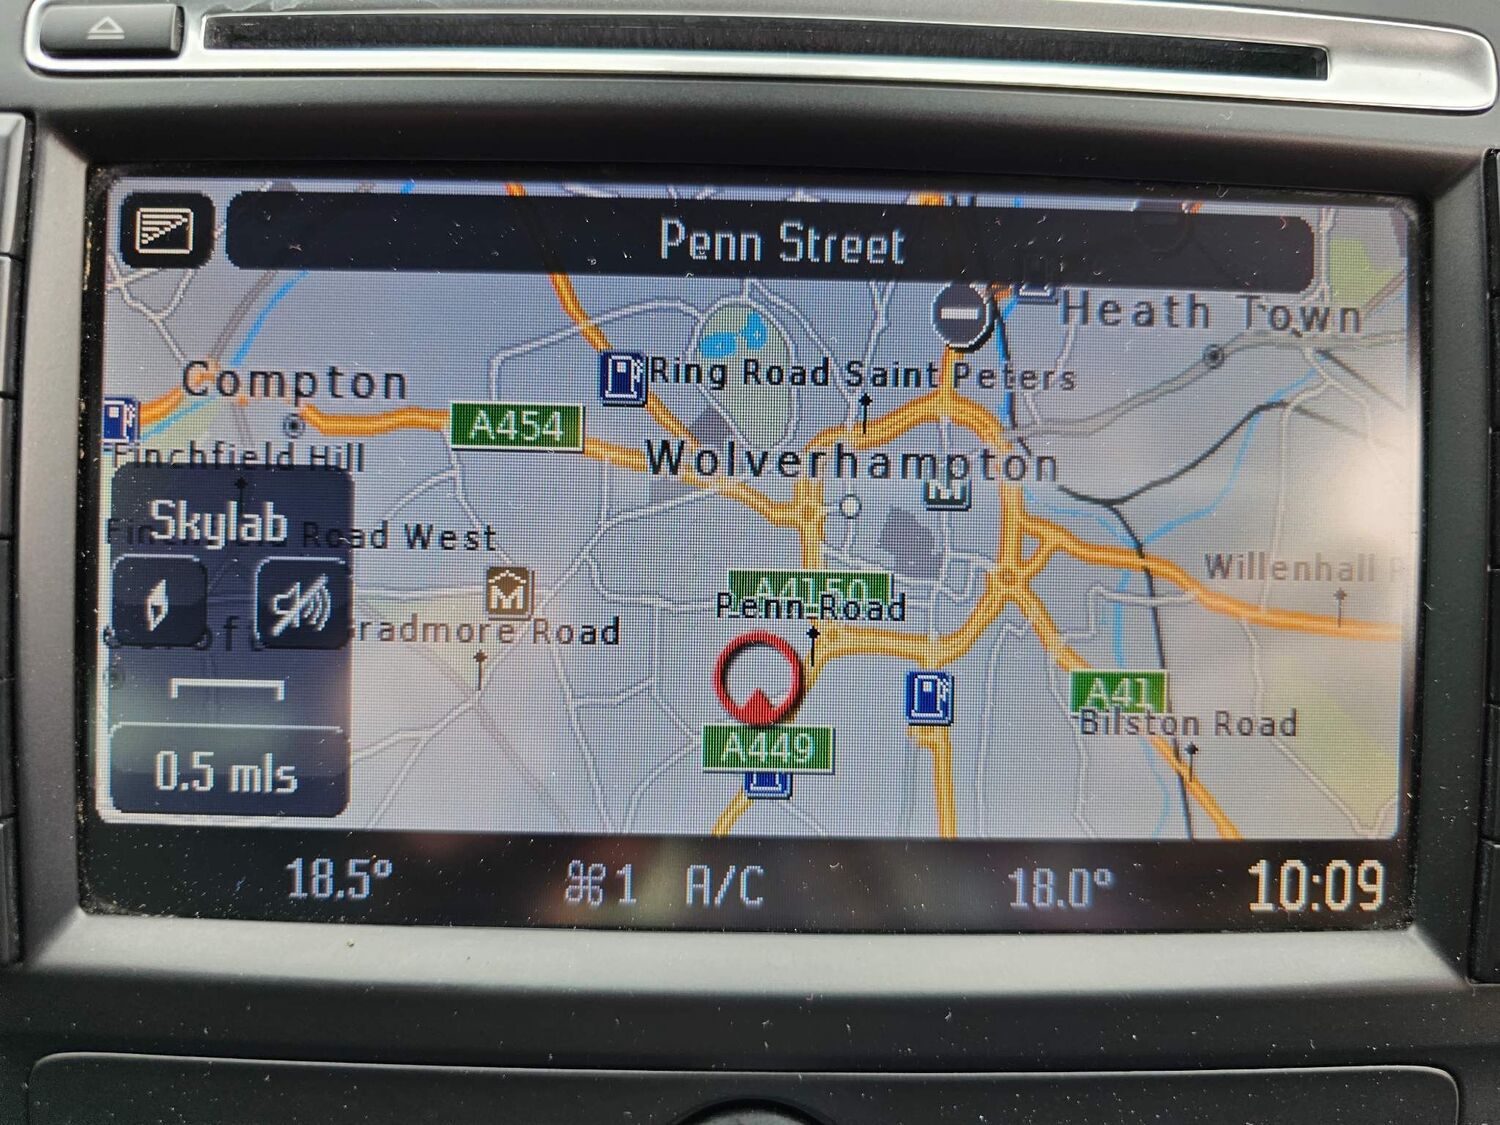 Penn Street
Heath Town
Ring Road Saint Peters
Compton
A454
Wolverhampton
Finchfield Hill
Skylab
Road West
Willenhall
A4150
Penn Road
radmore Road
A41
Bilston Road
A449
0.5 mls
18.5°
1
A/C
18.0°
10:09